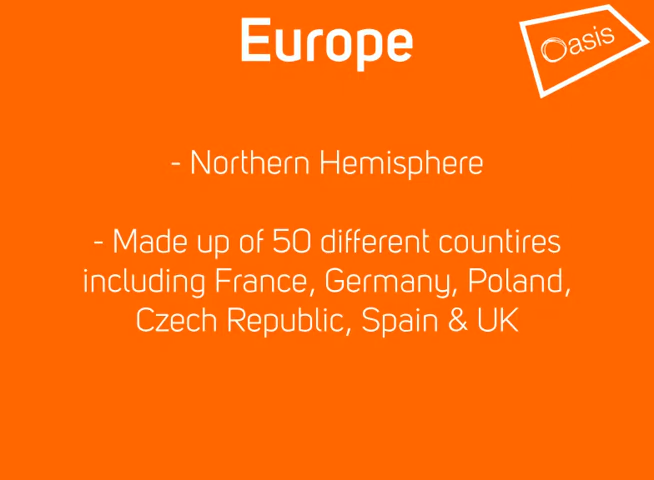 Europe
Oasis
- Northern Hemisphere
- Made up of 50 different countires
including France, Germany, Poland,
Czech Republic, Spain & UK